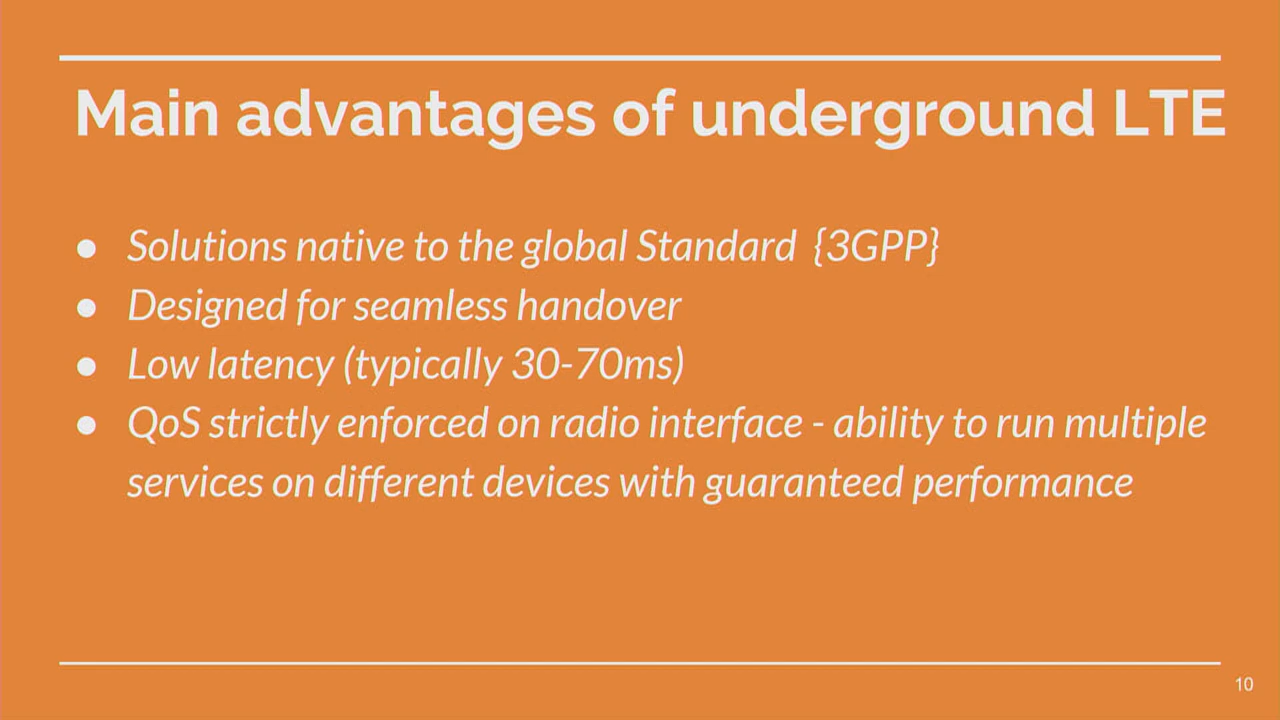 Main advantages of underground LTE
● Solutions native to the global Standard {3GPP}
● Designed for seamless handover
● Low latency (typically 30-70ms)
● QoS strictly enforced on radio interface - ability to run multiple
services on different devices with guaranteed performance
10